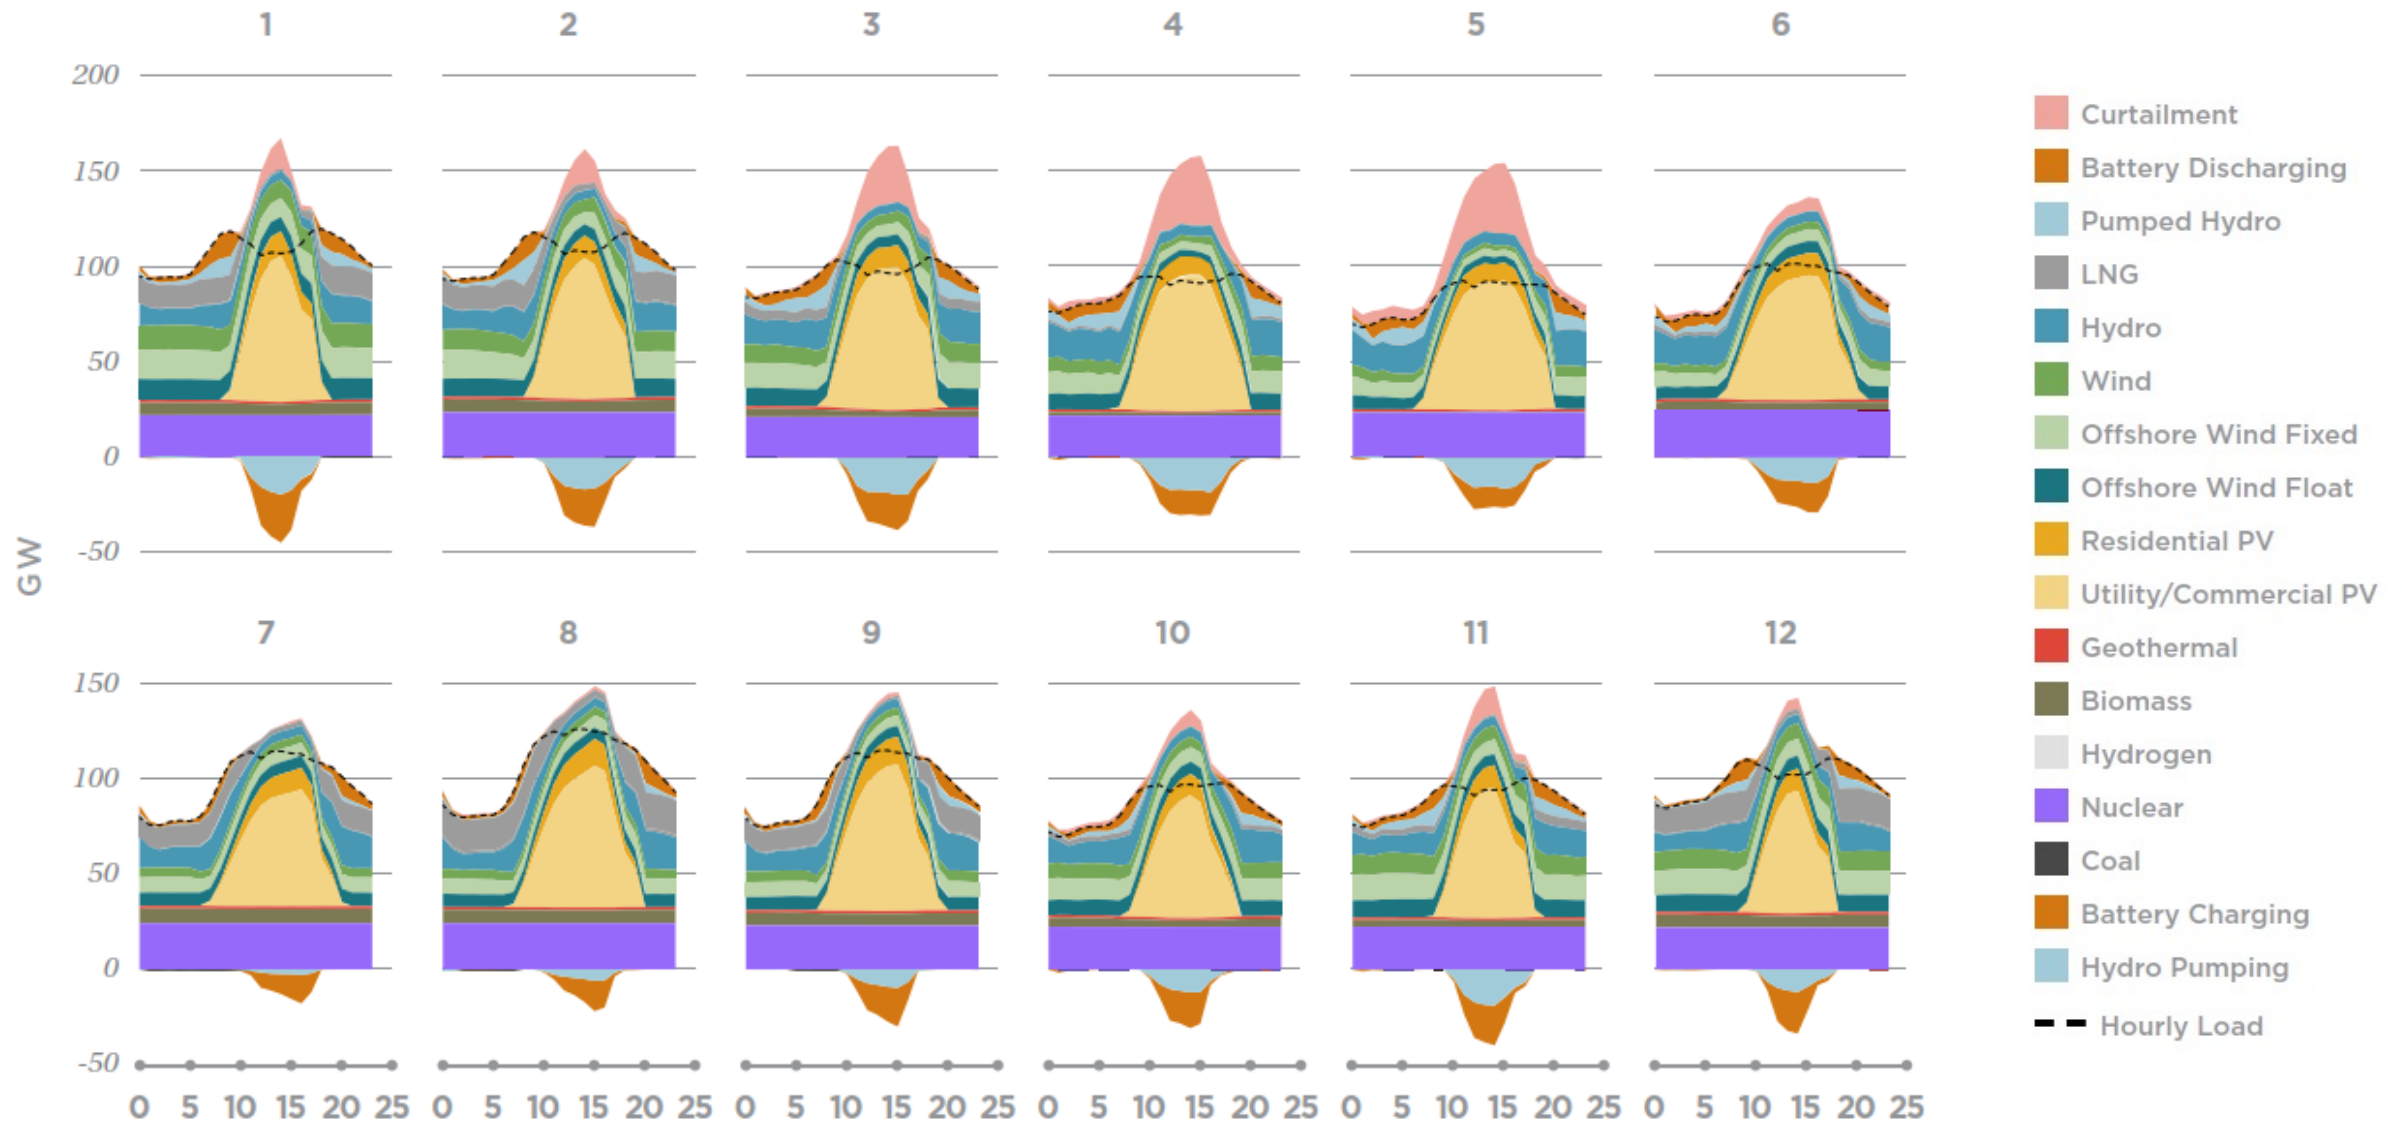 1 2 3 4 5 6
200
150
100
50
0
-50
GW
7 8 9 10 11 12
150
100
50
0
-50
0 5 10 15 20 25 0 5 10 15 20 25 0 5 10 15 20 25 0 5 10 15 20 25 0 5 10 15 20 25 0 5 10 15 20 25
Curtailment
Battery Discharging
Pumped Hydro
LNG
Hydro
Wind
Offshore Wind Fixed
Offshore Wind Float
Residential PV
Utility/Commercial PV
Geothermal
Biomass
Hydrogen
Nuclear
Coal
Battery Charging
Hydro Pumping
Hourly Load